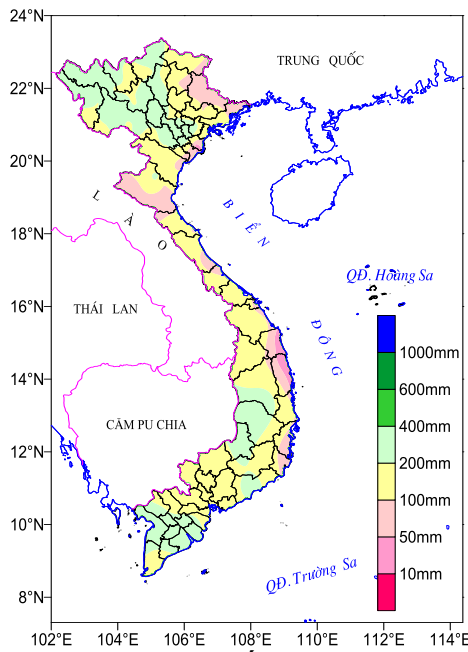 24°N
TRUNG QUỐC
22°N
20°N
LÀO
BIỂN
18°N
QĐ. Hoàng Sa
16°N
THÁI LAN
ĐÔNG
1000mm
600mm
14°N
400mm
CĂM PU CHIA
200mm
12°N
100mm
50mm
10°N
10mm
QĐ. Trường Sa
8°N
102°E 104°E 106°E 108°E 110°E 112°E 114°E